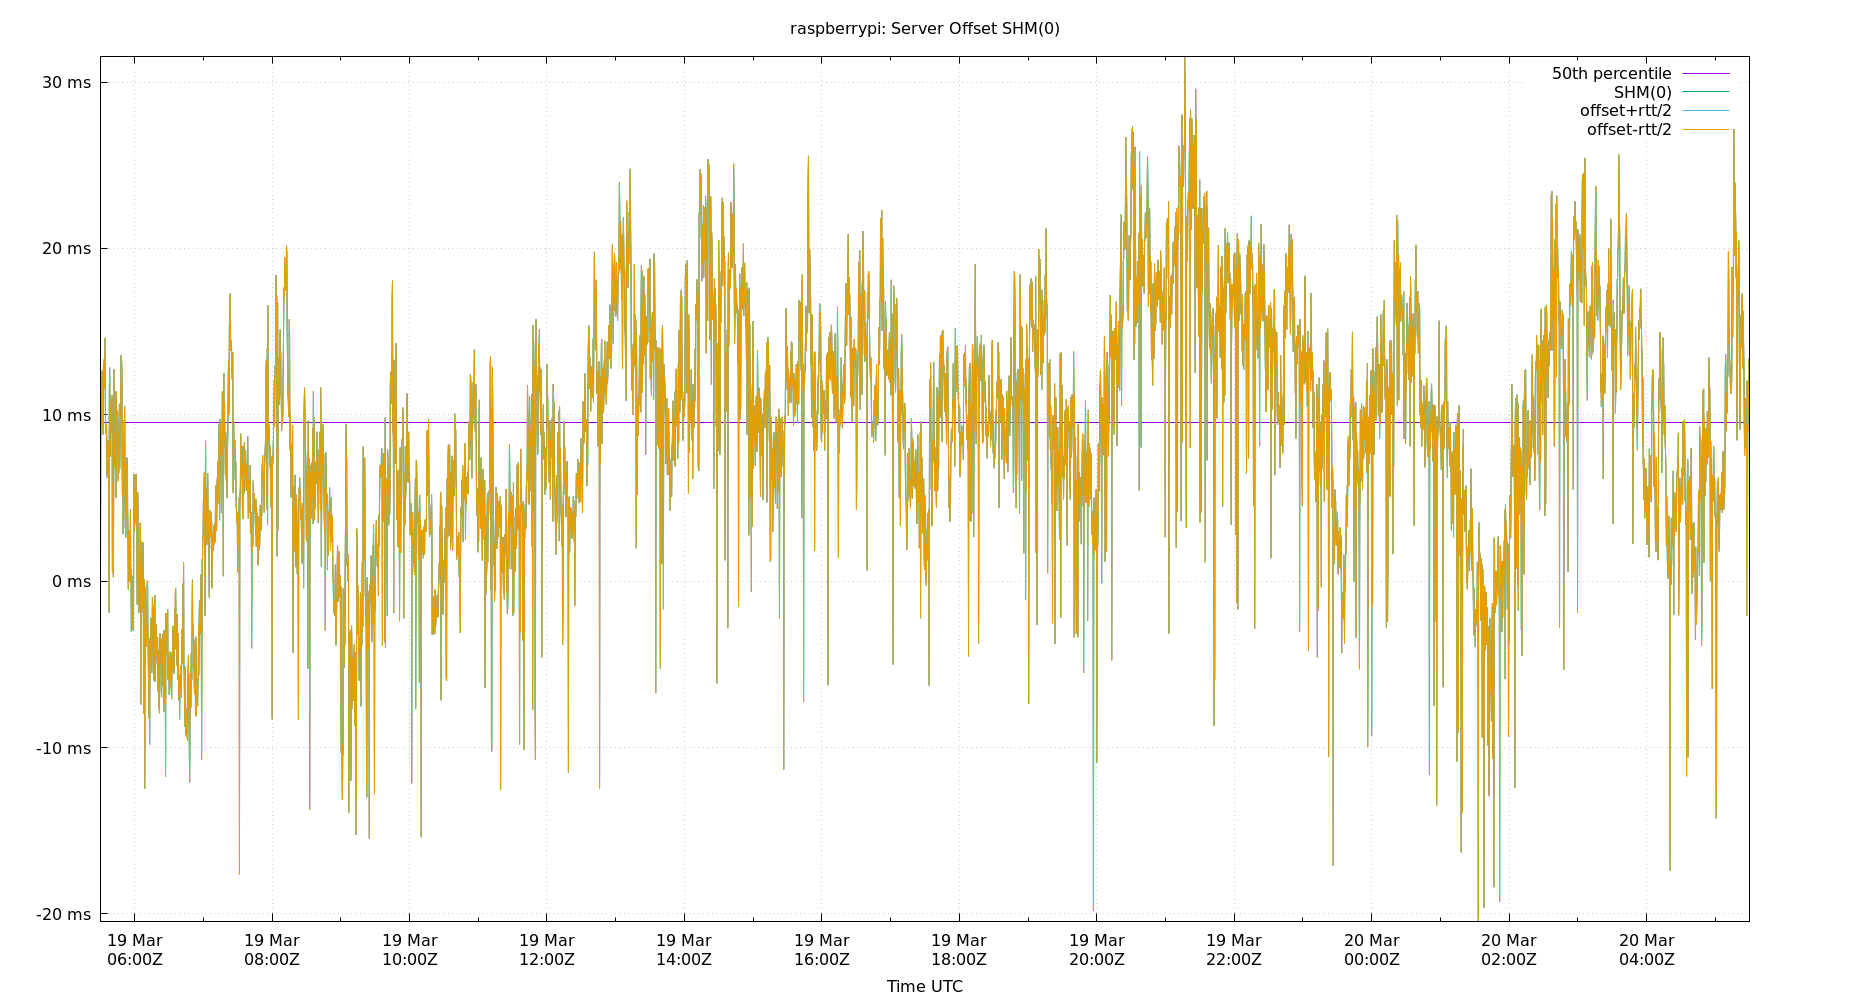 raspberrypi: Server Offset SHM(0)
30 ms
20 ms
10 ms
0 ms
-10 ms
-20 ms
50th percentile
SHM(0)
offset+rtt/2
offset-rtt/2
19 Mar 19 Mar 19 Mar 19 Mar 19 Mar 19 Mar 19 Mar 19 Mar 19 Mar 20 Mar 20 Mar 20 Mar
06:00Z 08:00Z 10:00Z 12:00Z 14:00Z 16:00Z 18:00Z 20:00Z 22:00Z 00:00Z 02:00Z 04:00Z
Time UTC